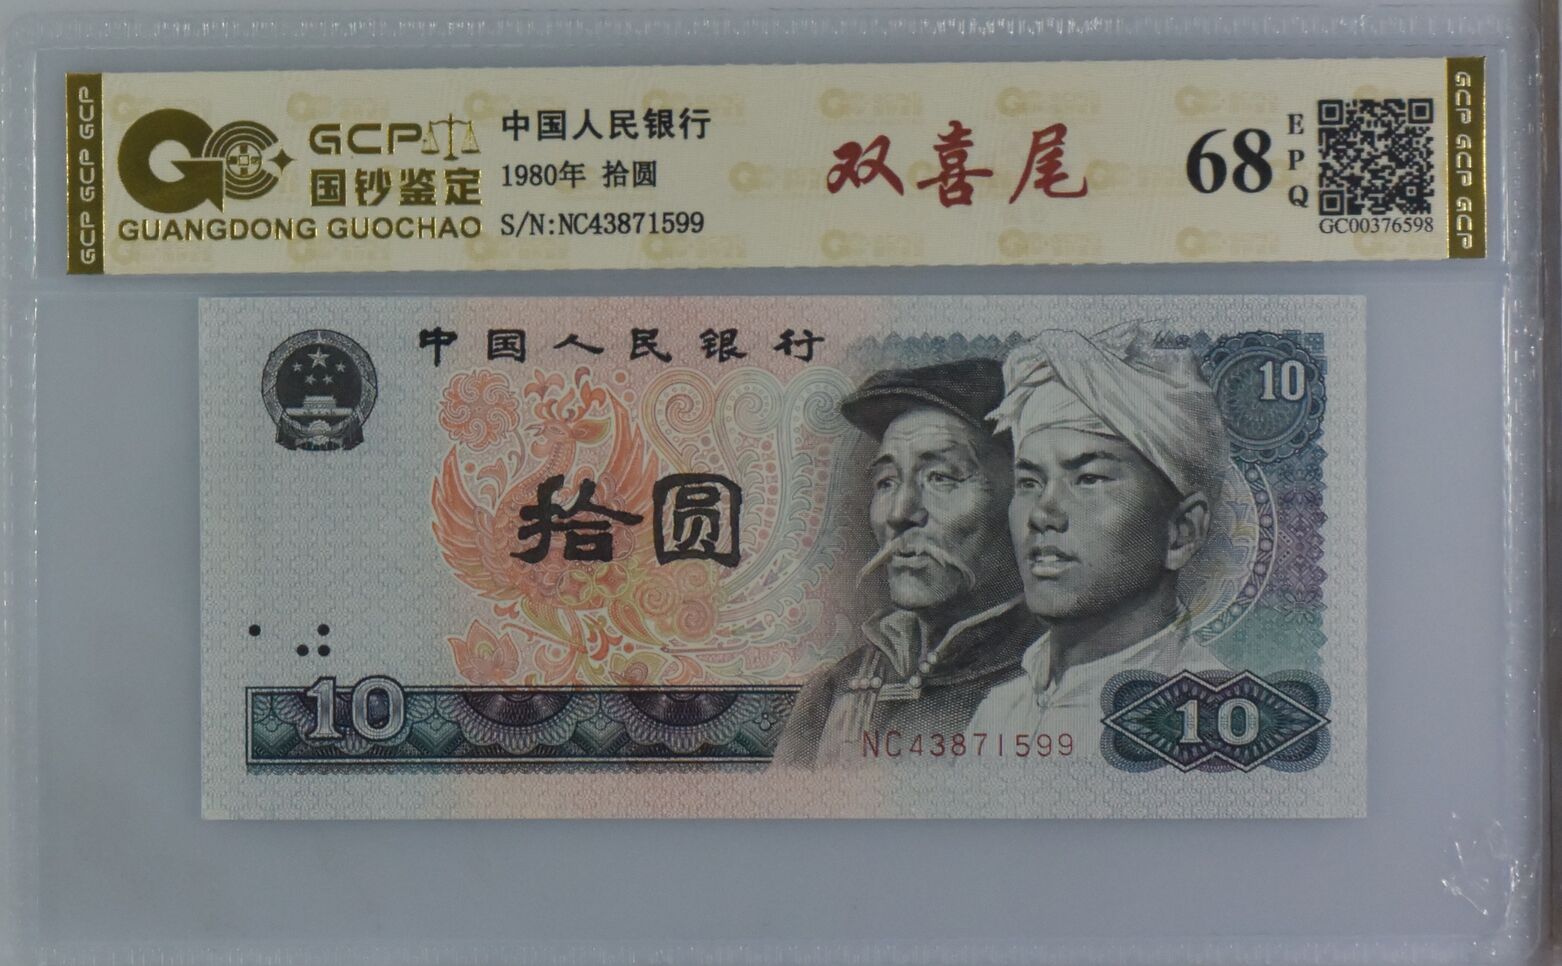 GCP GCP GCP
GCP
国钞鉴定
GUANGDONG GUOCHAO
中国人民银行
1980年 拾圆
S/N:NC43871599
双喜尾
68
EPQ
GC00376598
GCP GCP GCP
中国人民银行
10
拾圆
10
NC43871599
10